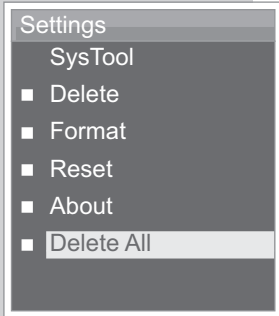 Settings
SysTool
Delete
Format
Reset
About
Delete All